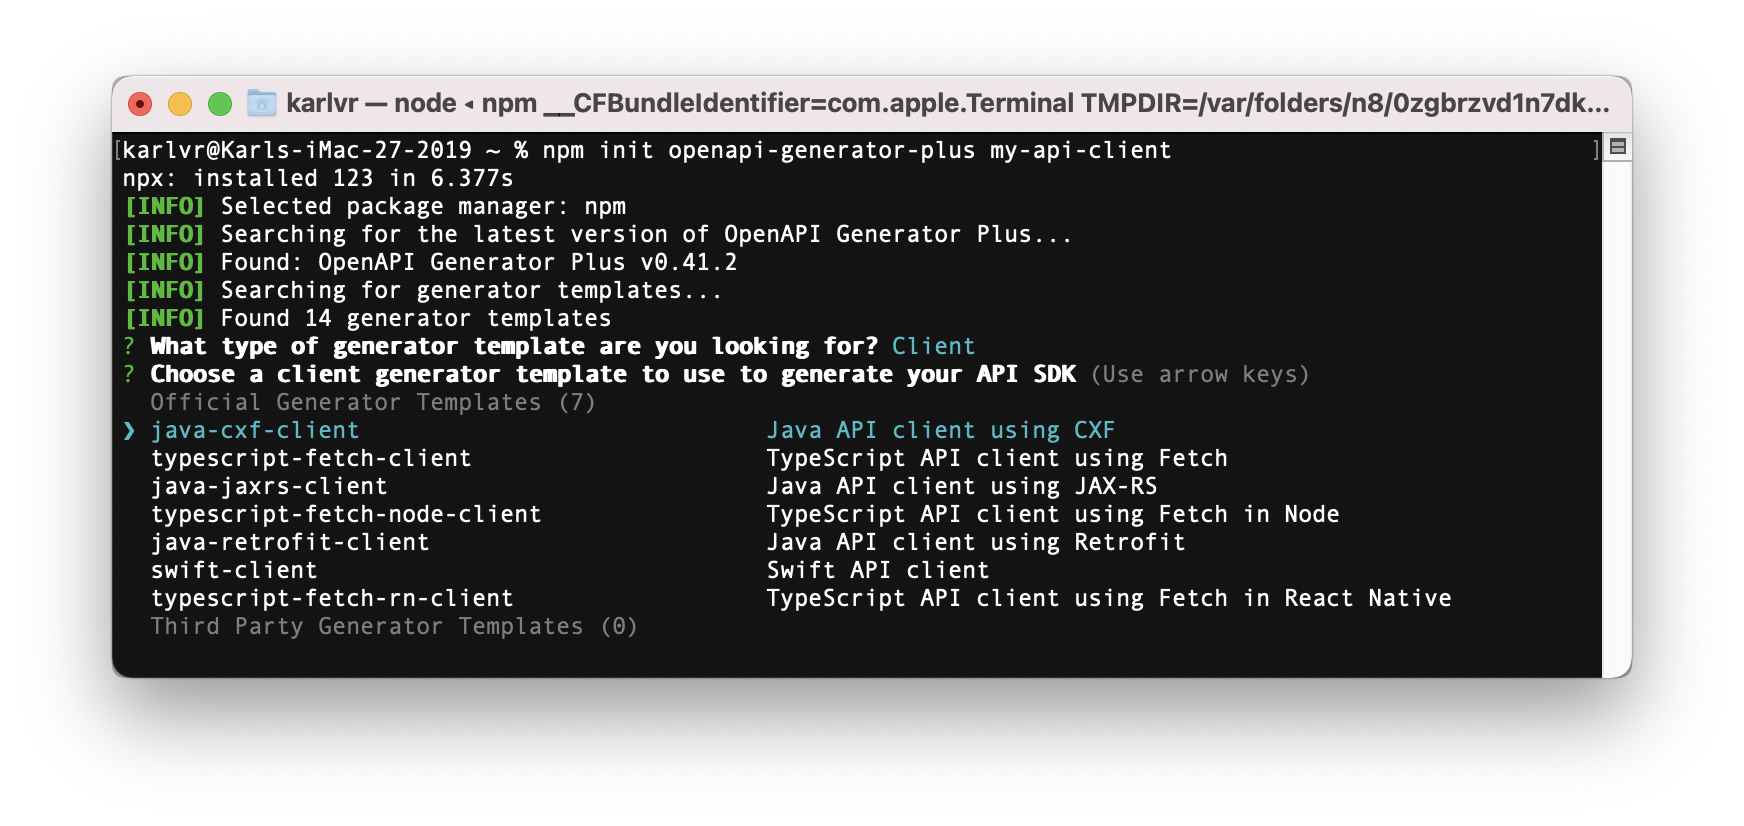 karlvr — node ◂ npm __CFBundleIdentifier=com.apple.Terminal TMPDIR=/var/folders/n8/0zgbrzvd1n7dk...
[karlvr@Karls-iMac-27-2019 ~ % npm init openapi-generator-plus my-api-client ]
npx: installed 123 in 6.377s
[INFO] Selected package manager: npm
[INFO] Searching for the latest version of OpenAPI Generator Plus...
[INFO] Found: OpenAPI Generator Plus v0.41.2
[INFO] Searching for generator templates...
[INFO] Found 14 generator templates
? What type of generator template are you looking for? Client
? Choose a client generator template to use to generate your API SDK (Use arrow keys)
Official Generator Templates (7)
❯ java-cxf-client Java API client using CXF
typescript-fetch-client TypeScript API client using Fetch
java-jaxrs-client Java API client using JAX-RS
typescript-fetch-node-client TypeScript API client using Fetch in Node
java-retrofit-client Java API client using Retrofit
swift-client Swift API client
typescript-fetch-rn-client TypeScript API client using Fetch in React Native
Third Party Generator Templates (0)